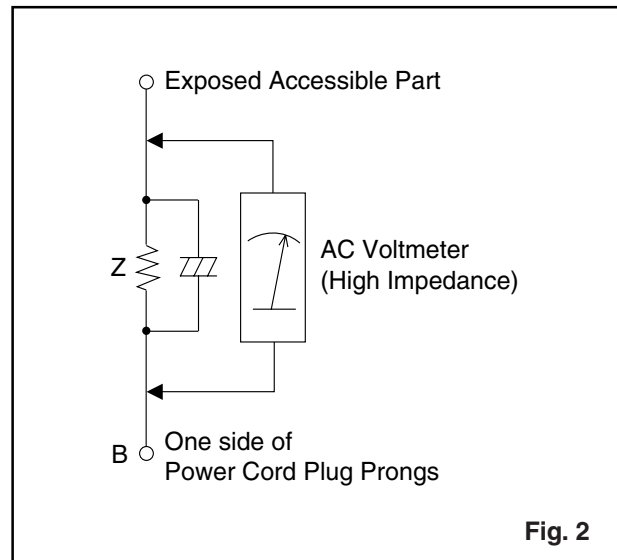 Exposed Accessible Part
Z
AC Voltmeter
(High Impedance)
B
One side of
Power Cord Plug Prongs
Fig. 2